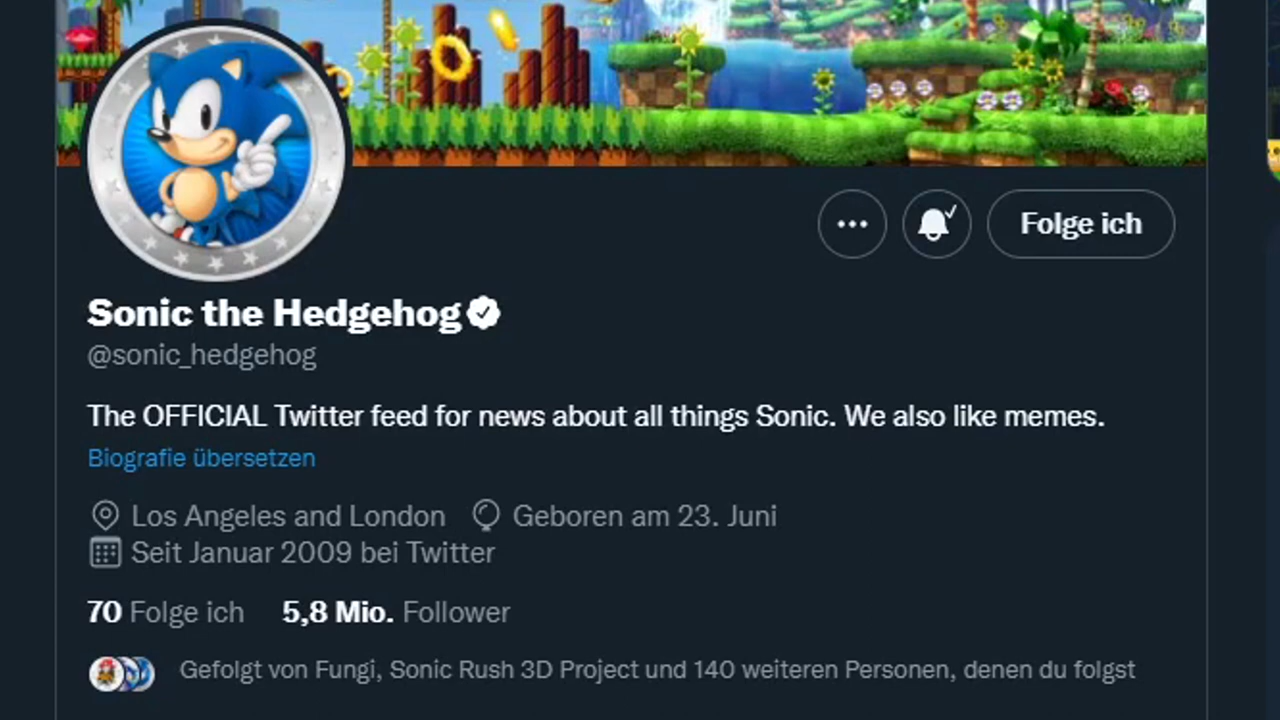 Folge ich
Sonic the Hedgehog
@sonic_hedgehog
The OFFICIAL Twitter feed for news about all things Sonic. We also like memes.
Biografie übersetzen
Los Angeles and London Geboren am 23. Juni
Seit Januar 2009 bei Twitter
70 Folge ich 5,8 Mio. Follower
Gefolgt von Fungi, Sonic Rush 3D Project und 140 weiteren Personen, denen du folgst